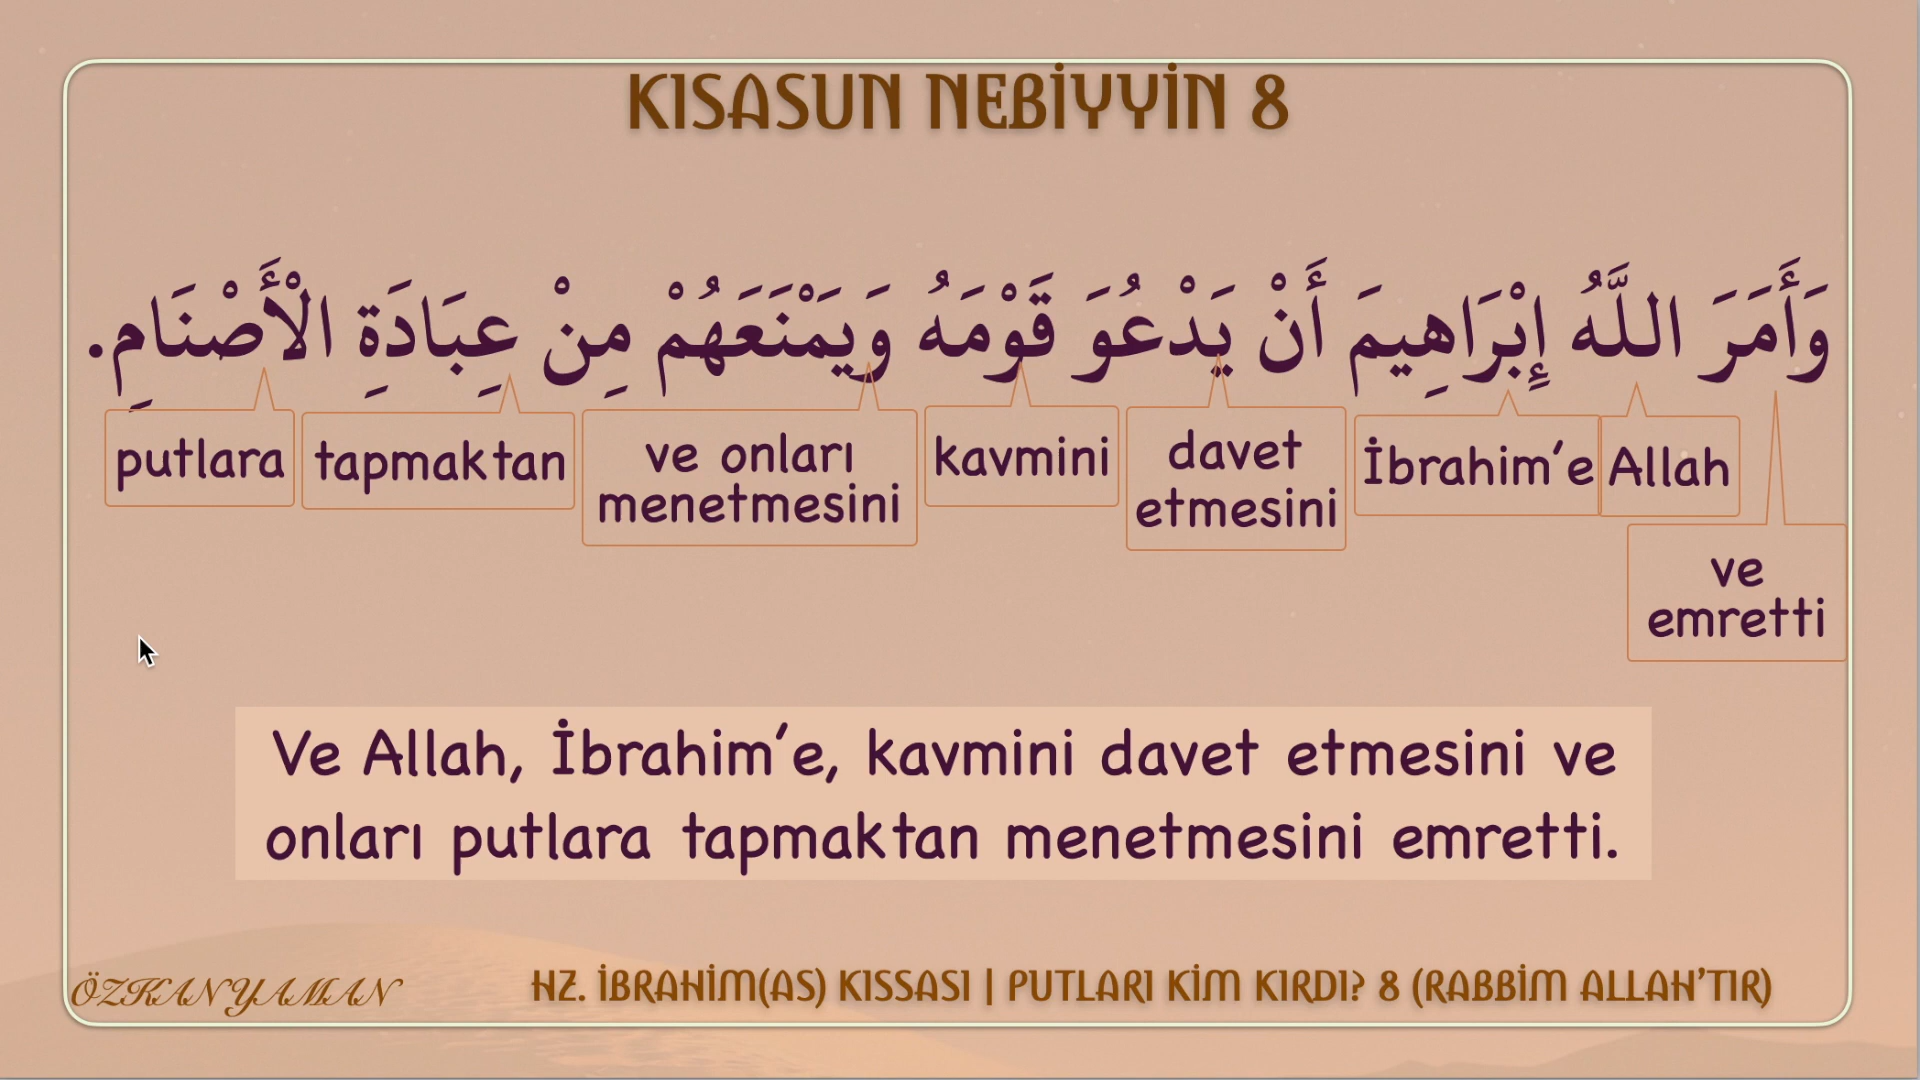 KISASUN NEBİYYİN 8
وَأَمَرَ اللَّهُ إِبْرَاهِيمَ أَنْ يَدْعُوَ قَوْمَهُ وَيَمْنَعَهُمْ مِنْ عِبَادَةِ الْأَصْنَامِ.
ve
emretti
Allah
İbrahim’e
davet
etmesini
kavmini
ve onları
menetmesini
tapmaktan
putlara
Ve Allah, İbrahim’e, kavmini davet etmesini ve
onları putlara tapmaktan menetmesini emretti.
ÖZKANYAMAN
HZ. İBRAHİM(AS) KISSASI | PUTLARI KİM KIRDI? 8 (RABBİM ALLAH’TIR)